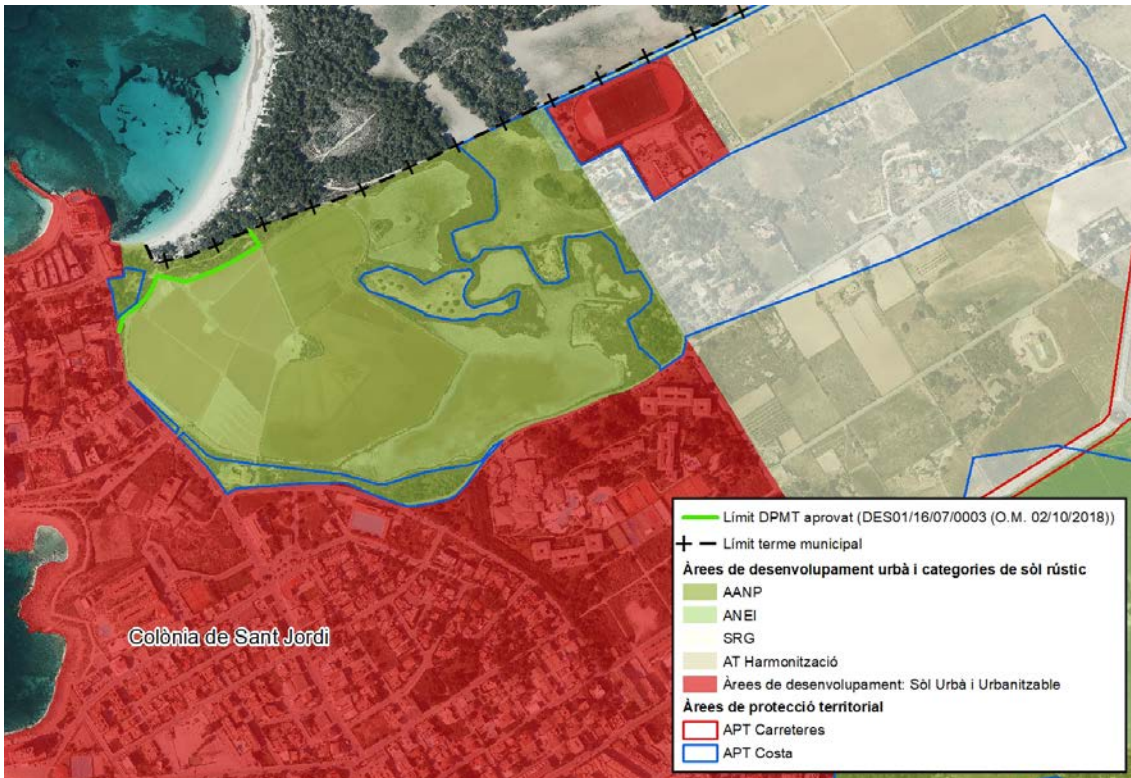 Colònia de Sant Jordi
Límit DPMT aprovat (DES01/16/07/0003 (O.M. 02/10/2018))
Límit terme municipal
Àrees de desenvolupament urbà i categories de sòl rústic
AANP
ANEI
SRG
AT Harmonització
Àrees de desenvolupament: Sòl Urbà i Urbanitzable
Àrees de protecció territorial
APT Carreteres
APT Costa